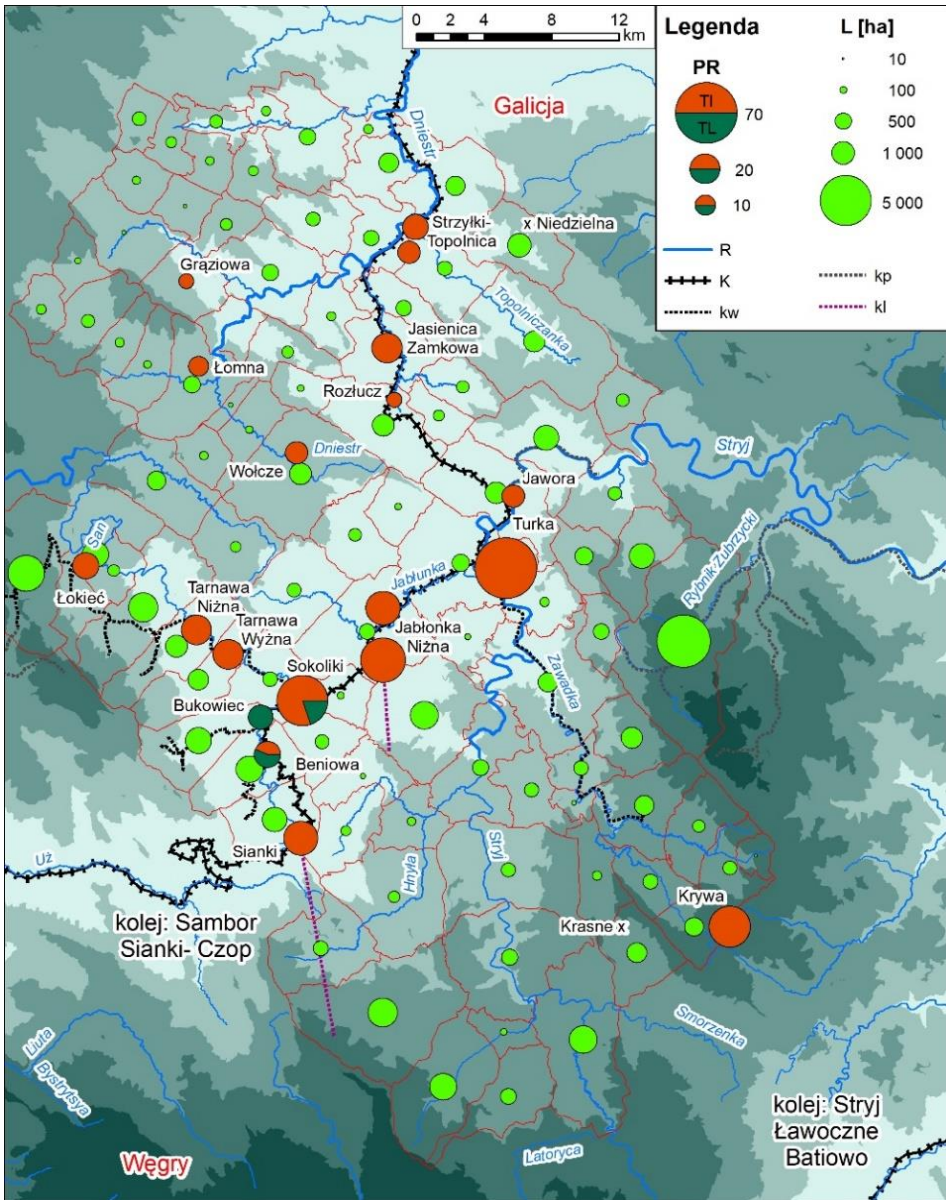 0 2 4 8 12
km
Legenda
PR
TI
TL
70
20
10
L [ha]
10
100
500
1 000
5 000
R
K
kw
kp
kl
Galicja
Dniestr
Strzyłki-
Topolnica
x Niedzielna
Grąziowa
Topolniczanka
Jasienica
Zamkowa
Łomna
Rozłucz
Dniestr
Wołcze
Stryj
Jawora
Turka
San
Łokieć
Jabłunka
Rybnik Zubrzycki
Tarnawa
Niżna
Tarnawa
Wyżna
Jabłonka
Niżna
Sokoliki
Zawadka
Bukowiec
Beniowa
Sianki
Uż
Hnyła
Stryj
kolej: Sambor
Sianki- Czop
Krywa
Krasne x
Smorzenka
Liuta
Bystrytsya
kolej: Stryj
Ławoczne
Batiowo
Latoryca
Węgry